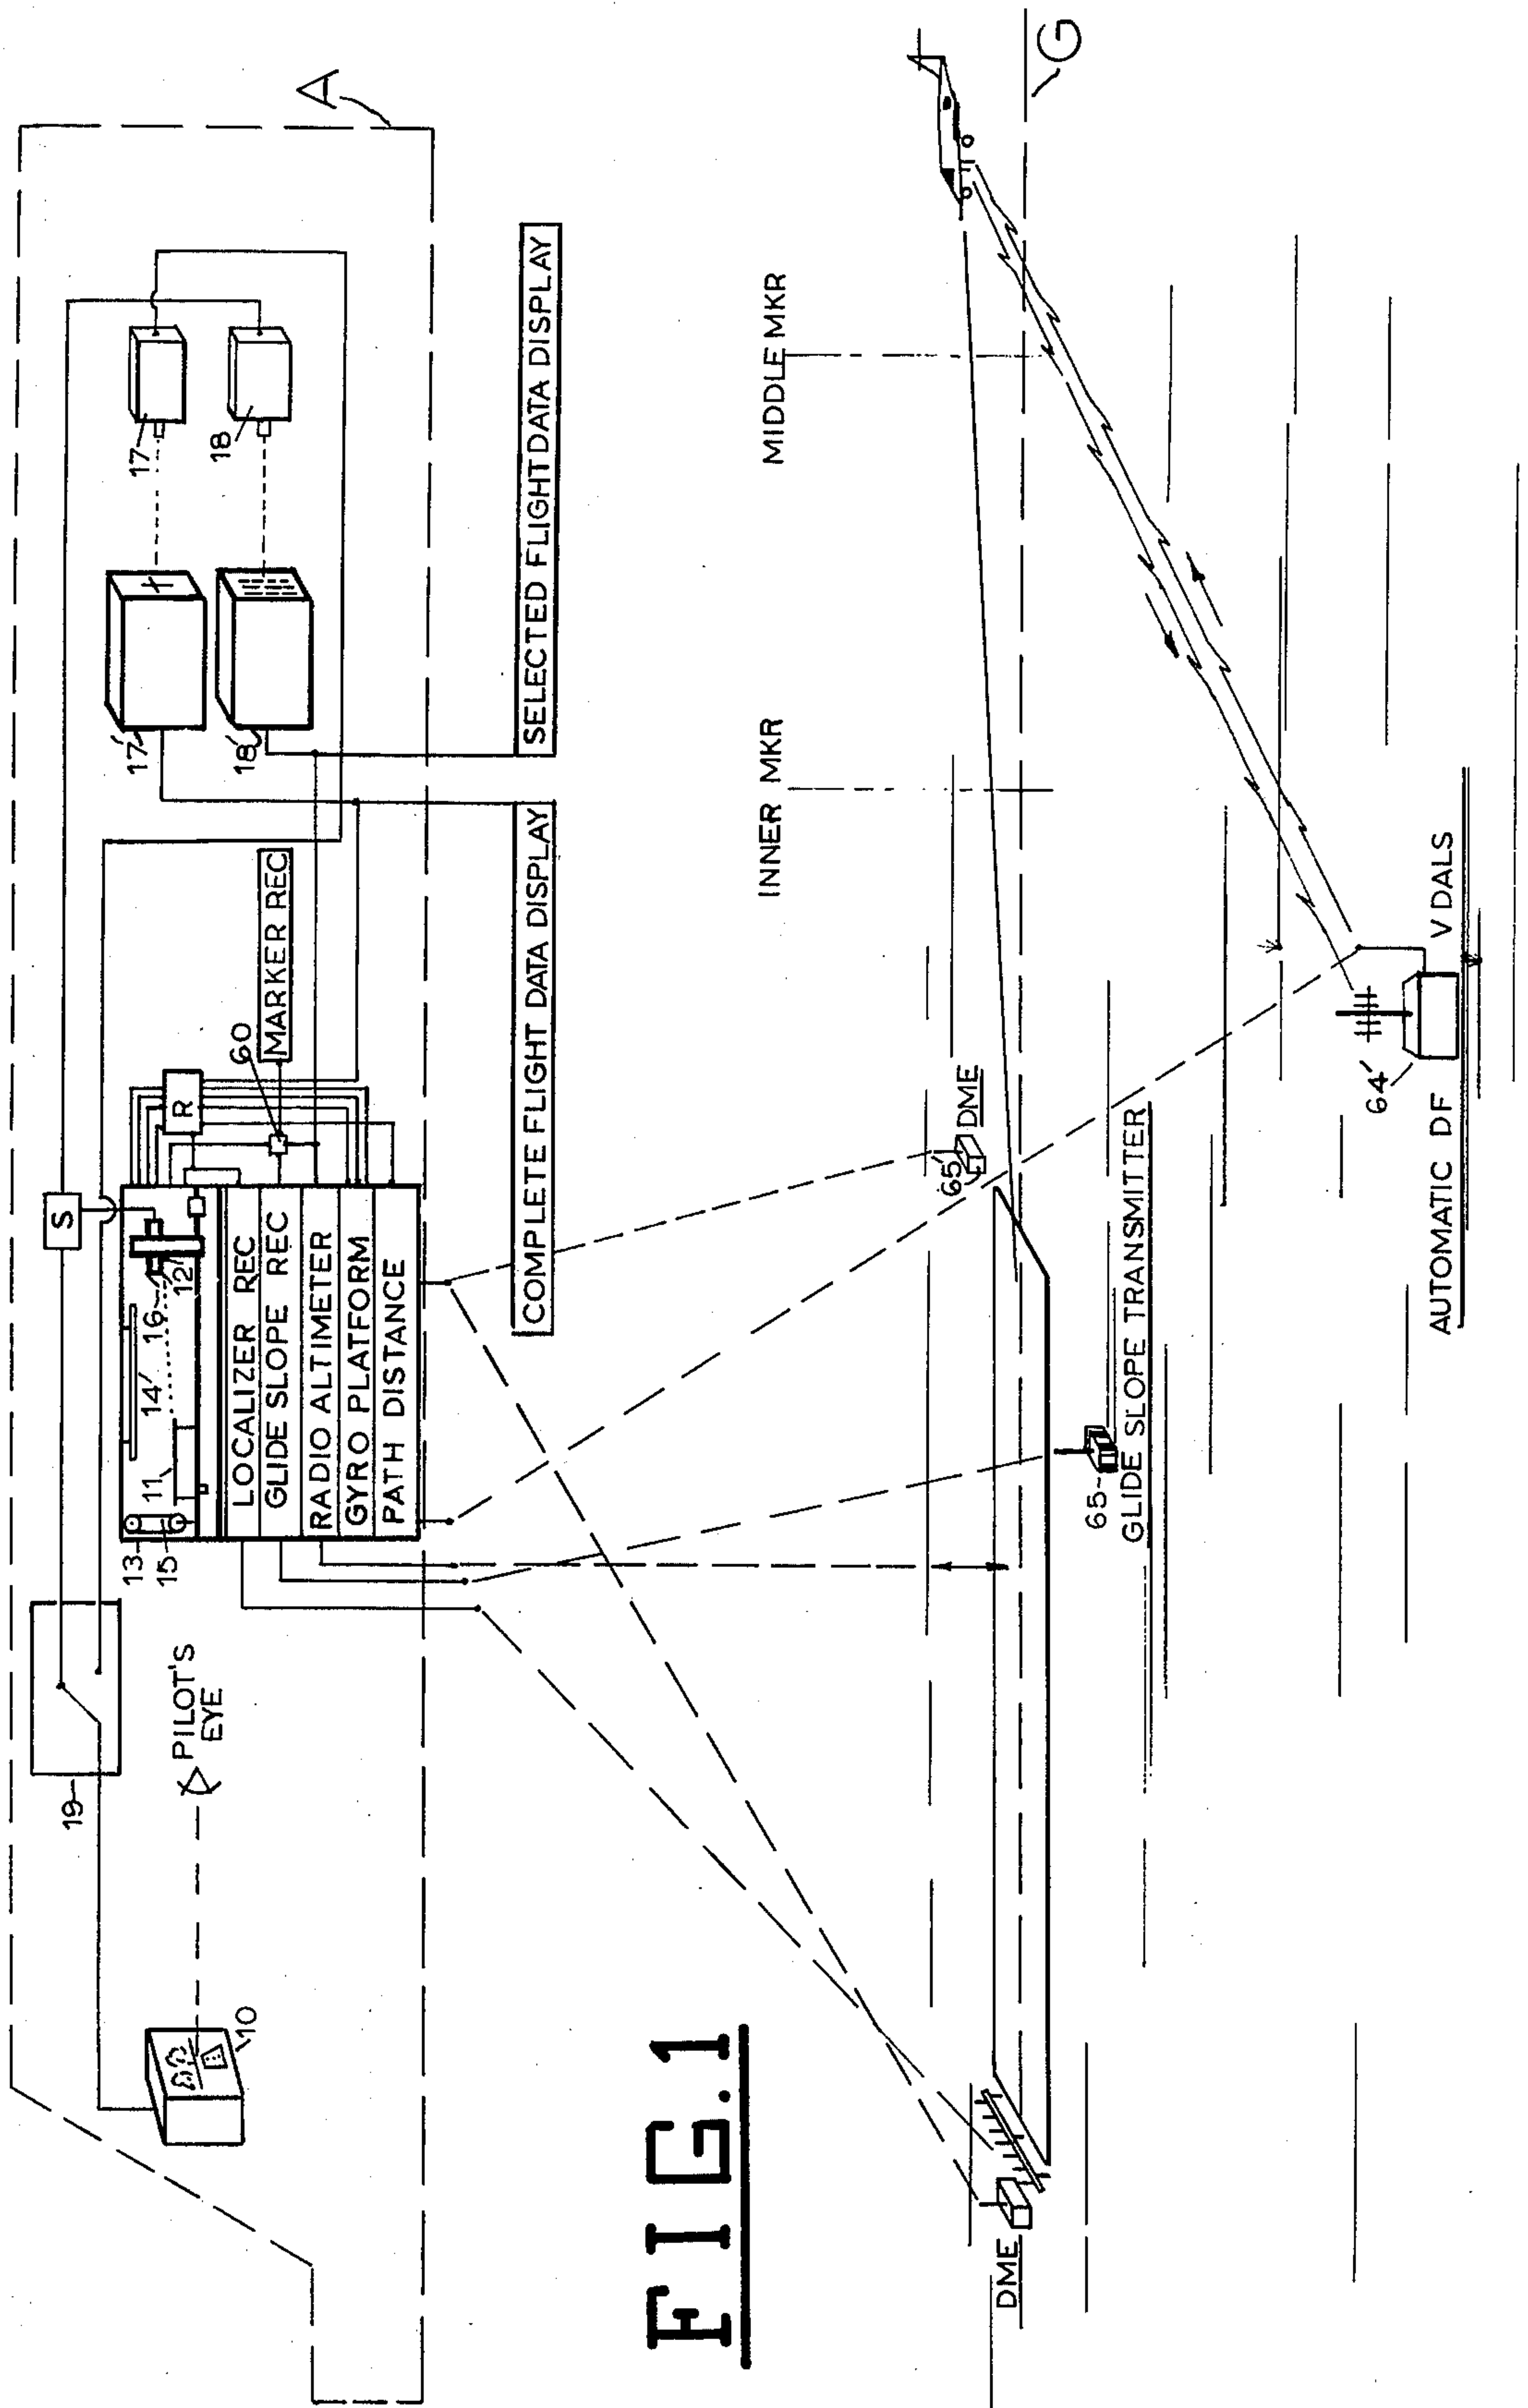 A
10
PILOT'S
EYE
19
S
13
15
11
14'
16
12
R
60
MARKER REC
LOCALIZER REC
GLIDE SLOPE REC
RADIO ALTIMETER
GYRO PLATFORM
PATH DISTANCE
17'
18'
17
18
COMPLETE FLIGHT DATA DISPLAY
SELECTED FLIGHT DATA DISPLAY
FIG.1
INNER MKR
MIDDLE MKR
G
DME
65'
DME
65
GLIDE SLOPE TRANSMITTER
64'
AUTOMATIC DF
VDALS